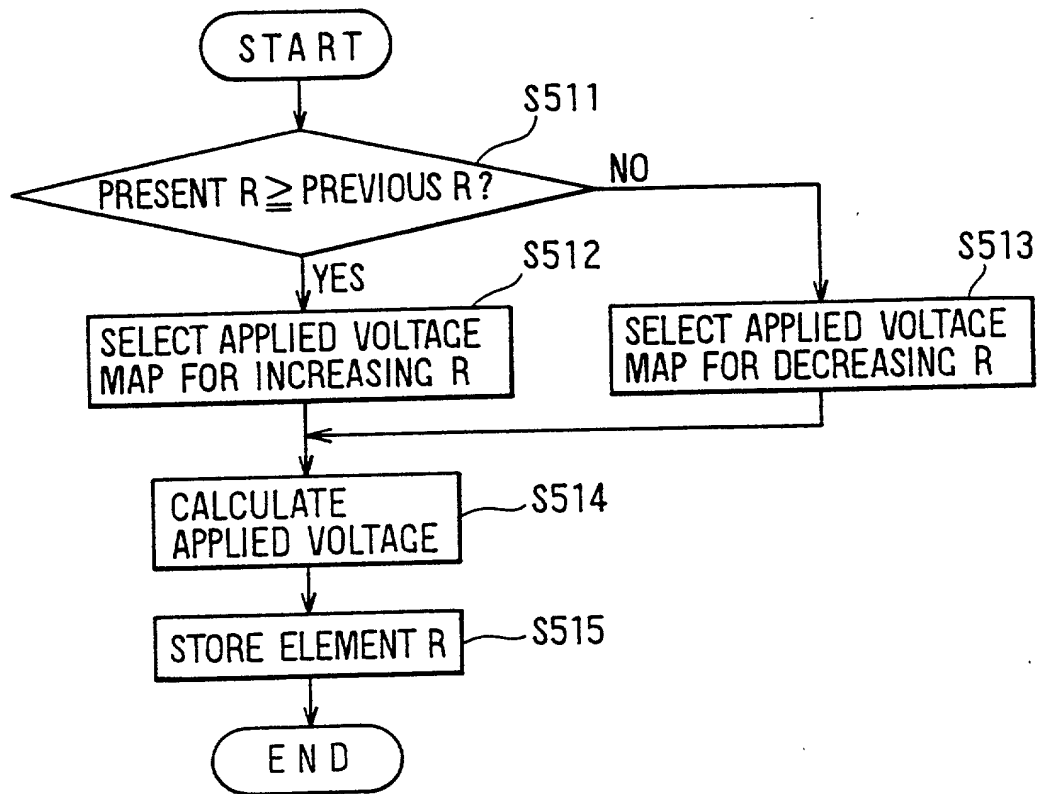 START
S511
PRESENT R ≧ PREVIOUS R?
NO
YES
S512
S513
SELECT APPLIED VOLTAGE
MAP FOR INCREASING R
SELECT APPLIED VOLTAGE
MAP FOR DECREASING R
CALCULATE
APPLIED VOLTAGE
S514
STORE ELEMENT R
S515
END